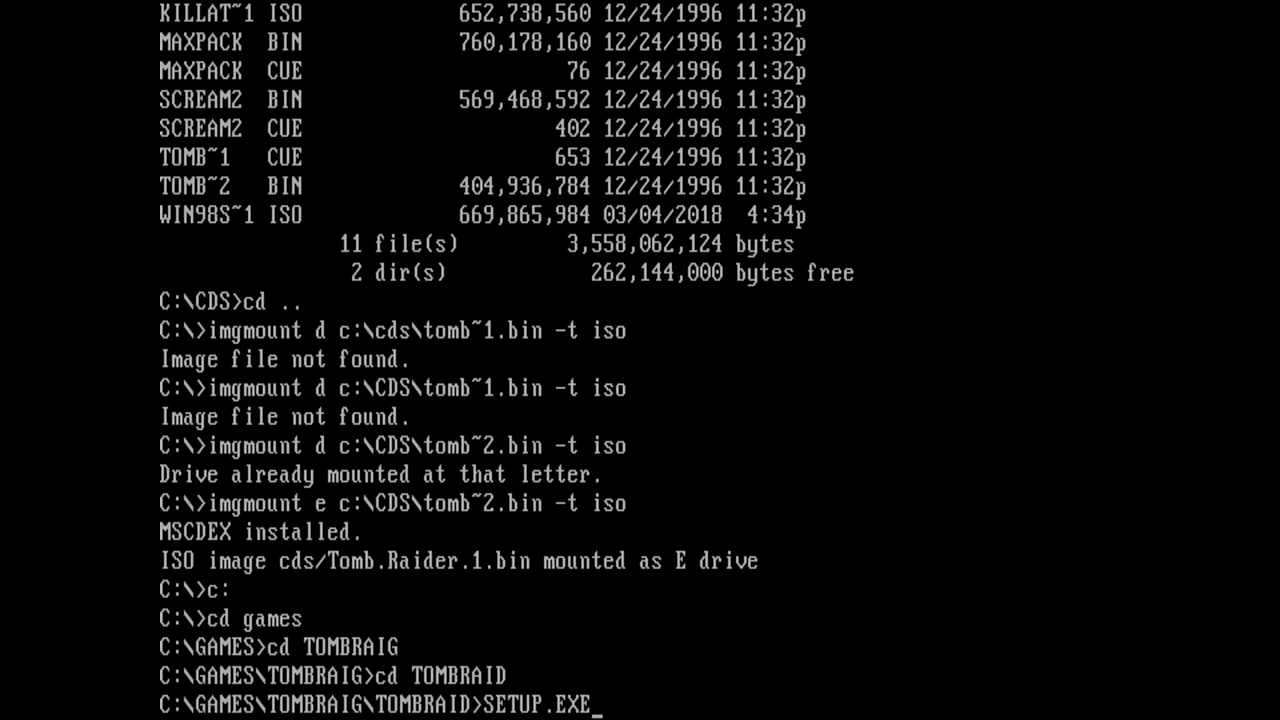 KILLAT~1 ISO 652,738,560 12/24/1996 11:32p
MAXPACK BIN 760,178,160 12/24/1996 11:32p
MAXPACK CUE 76 12/24/1996 11:32p
SCREAM2 BIN 569,468,592 12/24/1996 11:32p
SCREAM2 CUE 402 12/24/1996 11:32p
TOMB~1 CUE 653 12/24/1996 11:32p
TOMB~2 BIN 404,936,784 12/24/1996 11:32p
WIN98S~1 ISO 669,865,984 03/04/2018 4:34p
11 file(s) 3,558,062,124 bytes
2 dir(s) 262,144,000 bytes free
C:\CDS>cd ..
C:\>imgmount d c:\cds\tomb~1.bin -t iso
Image file not found.
C:\>imgmount d c:\CDS\tomb~1.bin -t iso
Image file not found.
C:\>imgmount d c:\CDS\tomb~2.bin -t iso
Drive already mounted at that letter.
C:\>imgmount e c:\CDS\tomb~2.bin -t iso
MSCDEX installed.
ISO image cds/Tomb.Raider.1.bin mounted as E drive
C:\>c:
C:\>cd games
C:\GAMES>cd TOMBRAIG
C:\GAMES\TOMBRAIG>cd TOMBRAID
C:\GAMES\TOMBRAIG\TOMBRAID>SETUP.EXE_